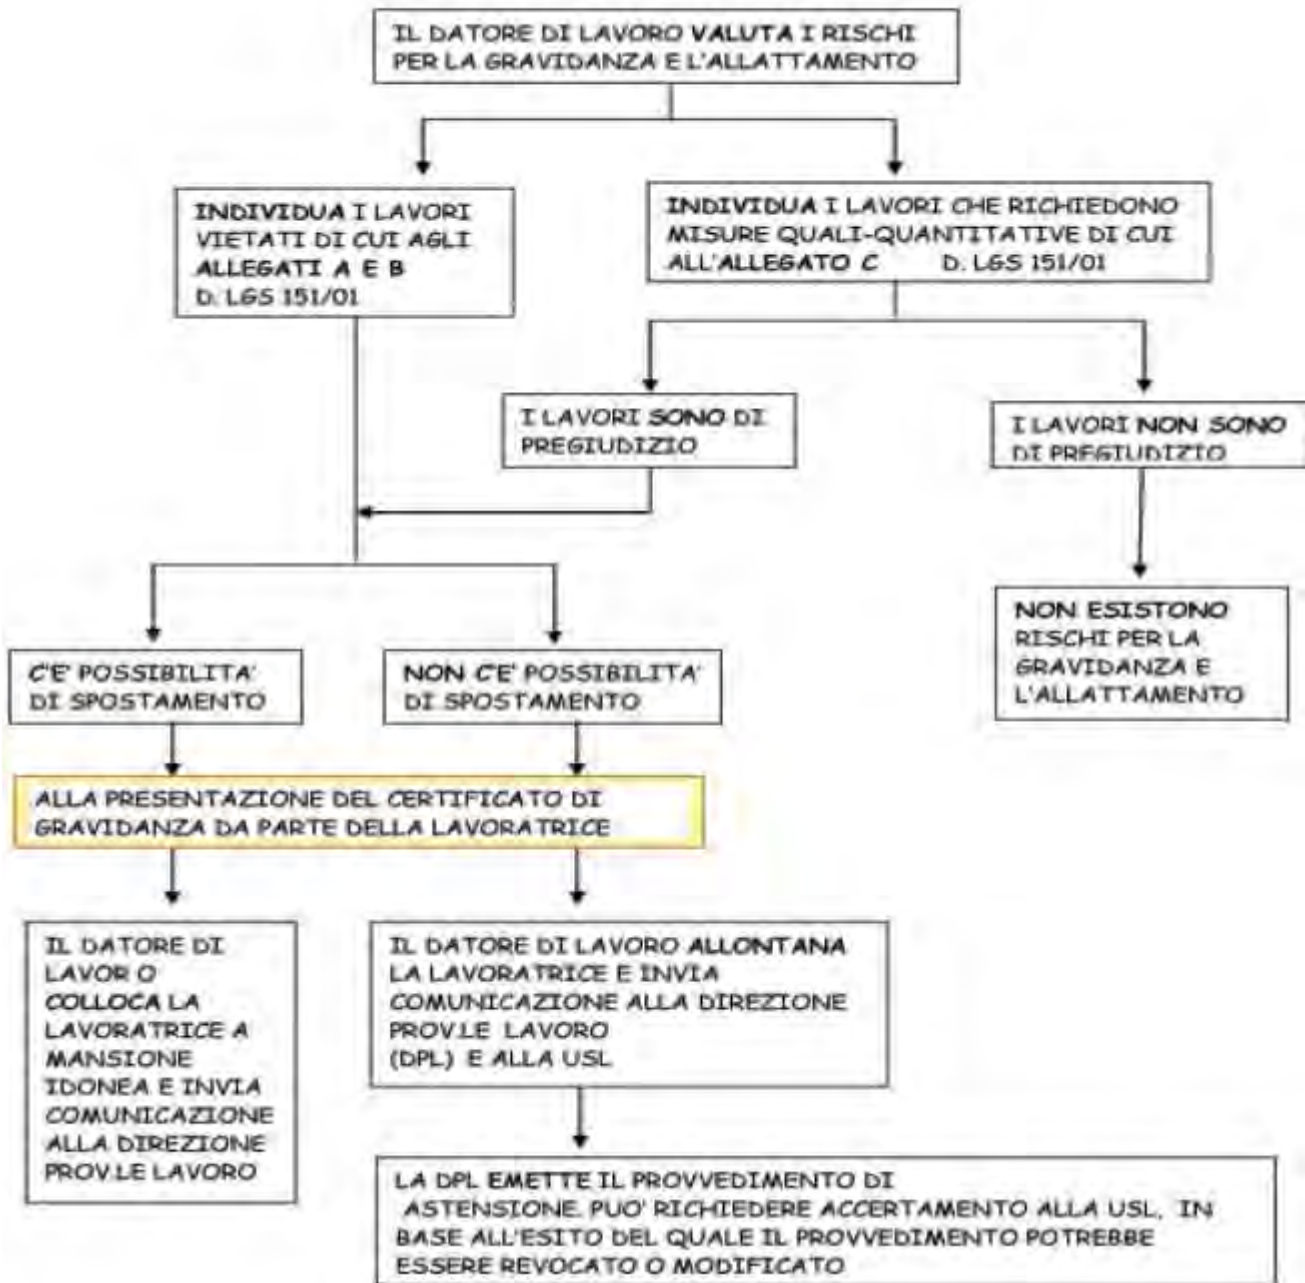 IL DATORE DI LAVORO VALUTA I RISCHI
PER LA GRAVIDANZA E L'ALLATTAMENTO
INDIVIDUA I LAVORI
VIETATI DI CUI AGLI
ALLEGATI A E B
D. LGS 151/01
INDIVIDUA I LAVORI CHE RICHIEDONO
MISURE QUALI-QUANTITATIVE DI CUI
ALL'ALLEGATO C D. LGS 151/01
I LAVORI SONO DI
PREGIUDIZIO
I LAVORI NON SONO
DI PREGIUDIZIO
NON ESISTONO
RISCHI PER LA
GRAVIDANZA E
L'ALLATTAMENTO
C'E' POSSIBILITA'
DI SPOSTAMENTO
NON C'E' POSSIBILITA'
DI SPOSTAMENTO
ALLA PRESENTAZIONE DEL CERTIFICATO DI
GRAVIDANZA DA PARTE DELLA LAVORATRICE
IL DATORE DI
LAVOR O
COLLOCA LA
LAVORATRICE A
MANSIONE
IDONEA E INVIA
COMUNICAZIONE
ALLA DIREZIONE
PROV.LE LAVORO
IL DATORE DI LAVORO ALLONTANA
LA LAVORATRICE E INVIA
COMUNICAZIONE ALLA DIREZIONE
PROV.LE LAVORO
(DPL) E ALLA USL
LA DPL EMETTE IL PROVVEDIMENTO DI
ASTENSIONE. PUO' RICHIEDERE ACCERTAMENTO ALLA USL, IN
BASE ALL'ESITO DEL QUALE IL PROVVEDIMENTO POTREBBE
ESSERE REVOCATO O MODIFICATO